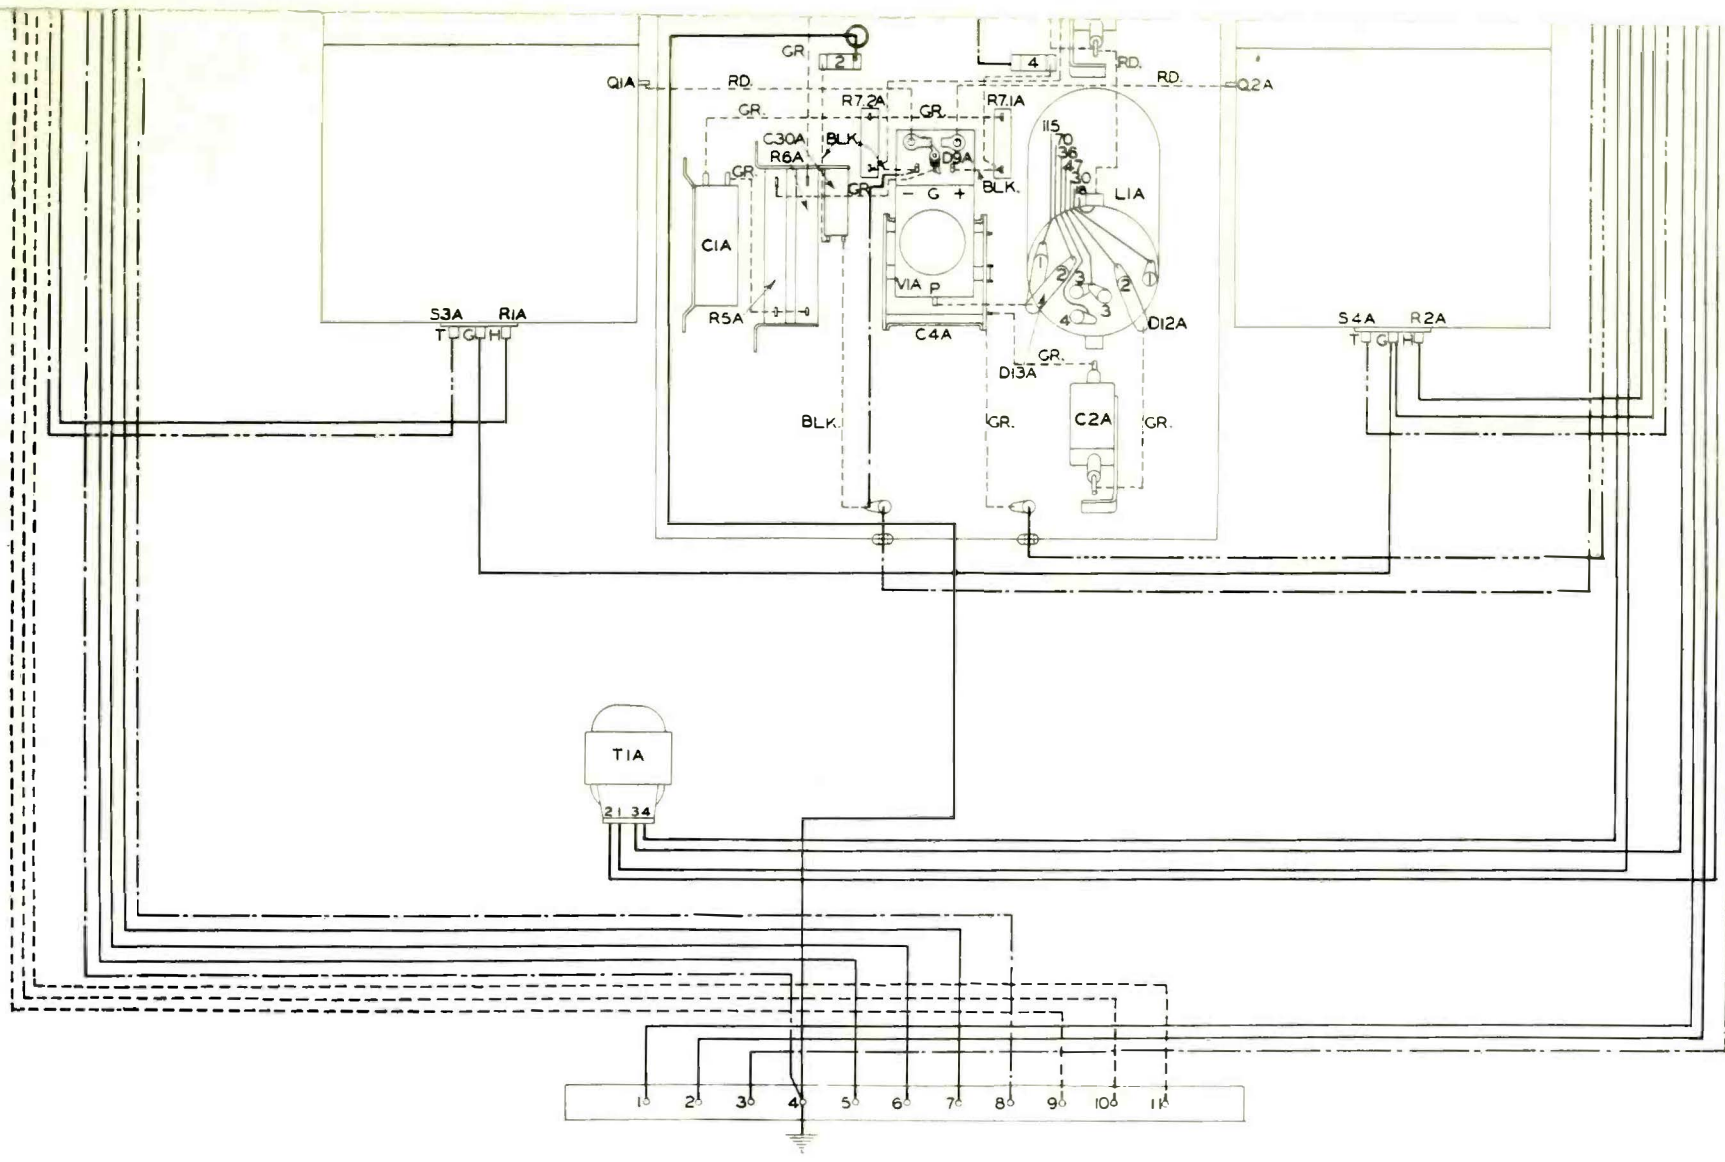 GR.
2
4
RD.
Q1A
RD.
RD.
Q2A
GR.
R7.2A
GR.
R7.1A
C30A
BLK.
R6A
D9A
115
70
36
47
30
18
GR.
GR.
- G +
BLK.
L1A
C1A
V1A
P
1
2
3
2
1
3
4
R5A
C4A
D12A
S3A
R1A
T G H
S4A
R2A
T G H
GR.
D13A
BLK.
GR.
C2A
GR.
T1A
2 1 3 4
1 2 3 4 5 6 7 8 9 10 11